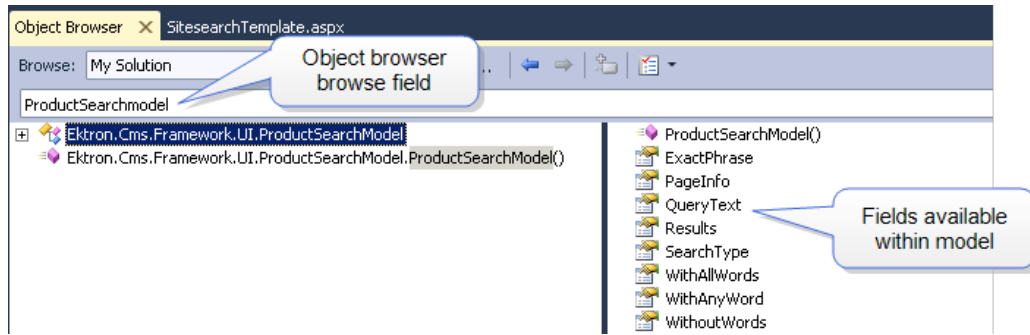 Object Browser SitesearchTemplate.aspx
Browse: My Solution ..
Object browser
browse field
ProductSearchmodel
Ektron.Cms.Framework.UI.ProductSearchModel
Ektron.Cms.Framework.UI.ProductSearchModel.ProductSearchModel()
ProductSearchModel()
ExactPhrase
PageInfo
QueryText
Results
SearchType
WithAllWords
WithAnyWord
WithoutWords
Fields available
within model